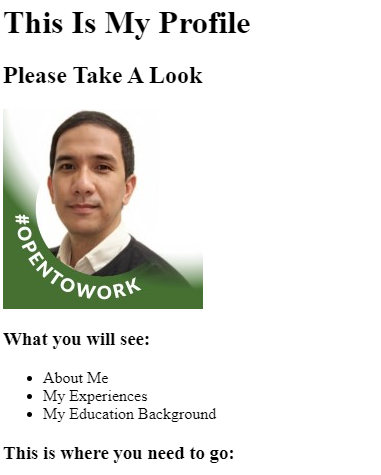 This Is My Profile
Please Take A Look
#OPENTOWORK
What you will see:
About Me
My Experiences
My Education Background
This is where you need to go: